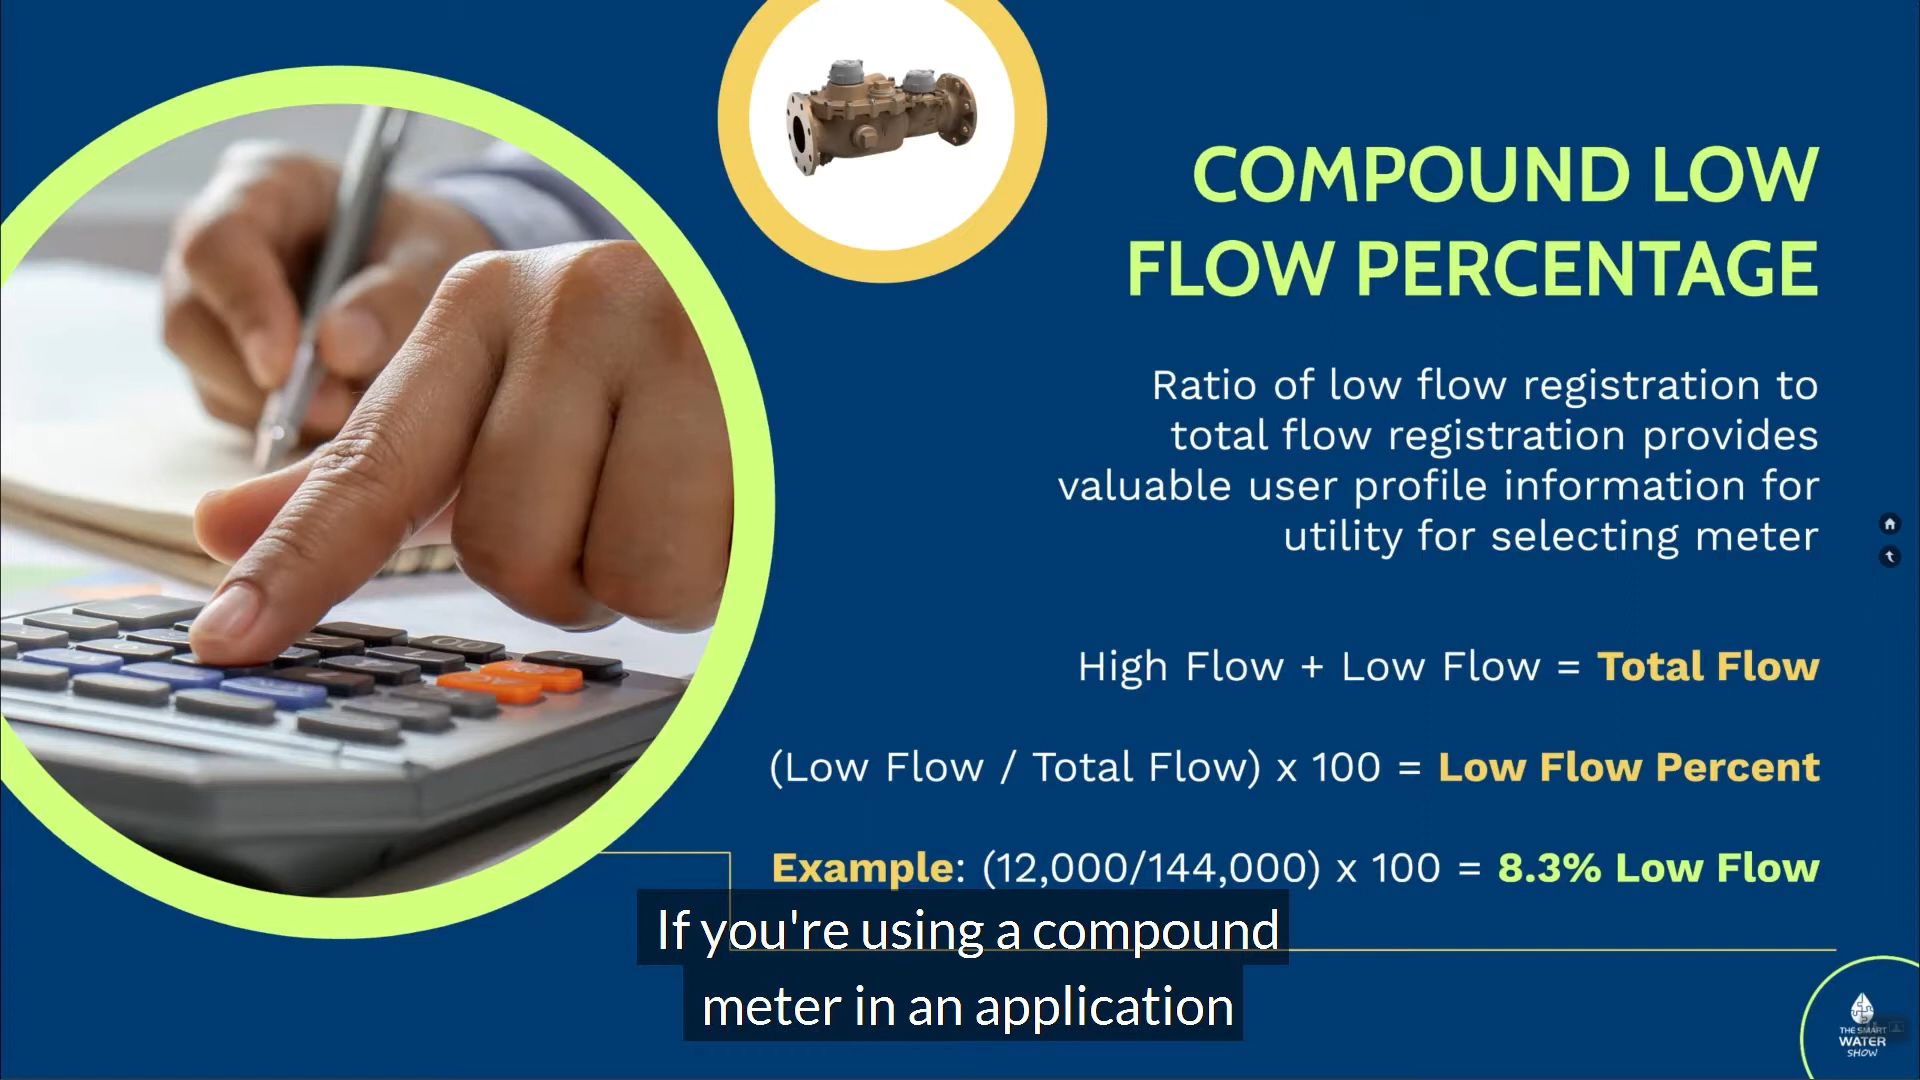 COMPOUND LOW
FLOW PERCENTAGE
Ratio of low flow registration to
total flow registration provides
valuable user profile information for
utility for selecting meter
High Flow + Low Flow = Total Flow
(Low Flow / Total Flow) x 100 = Low Flow Percent
Example: (12,000/144,000) x 100 = 8.3% Low Flow
If you're using a compound
meter in an application
THE SMART
WATER
SHOW